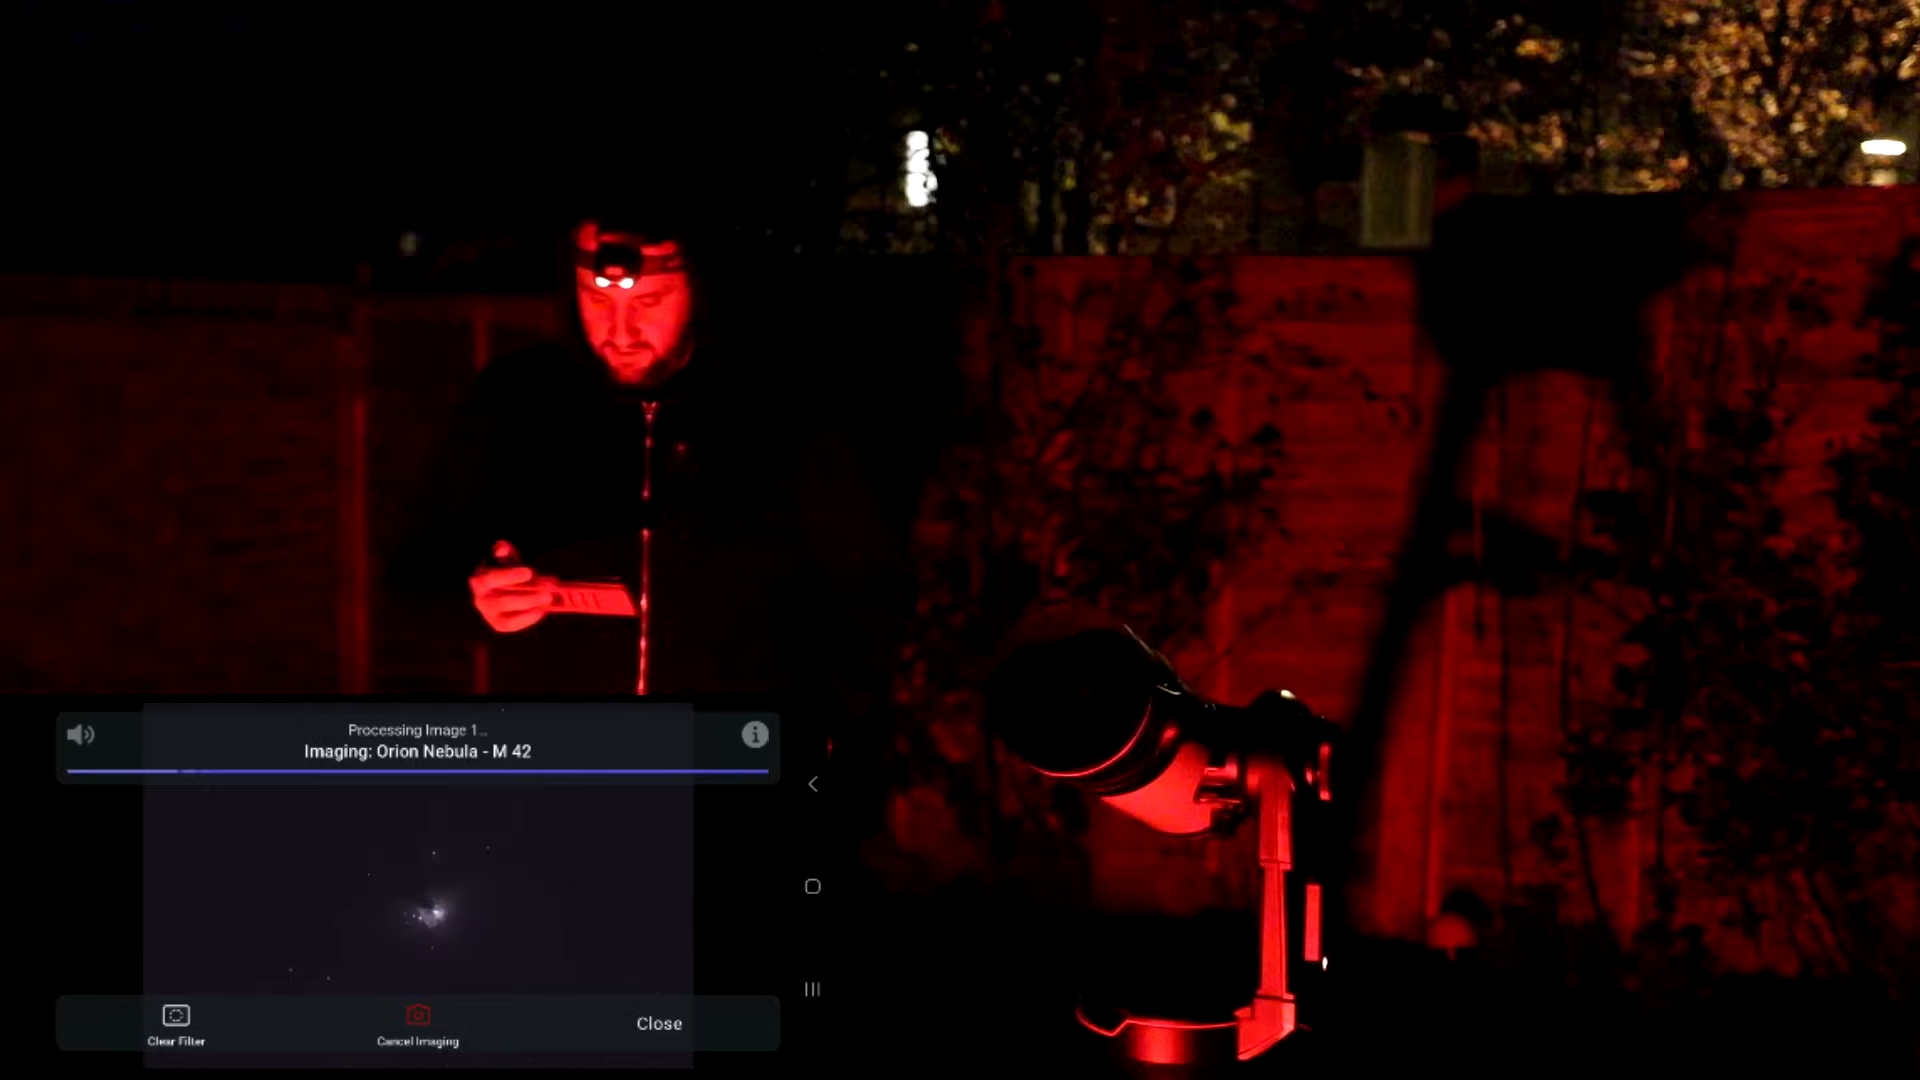 Processing Image 1...
Imaging: Orion Nebula - M 42
Clear Filter
Cancel Imaging
Close